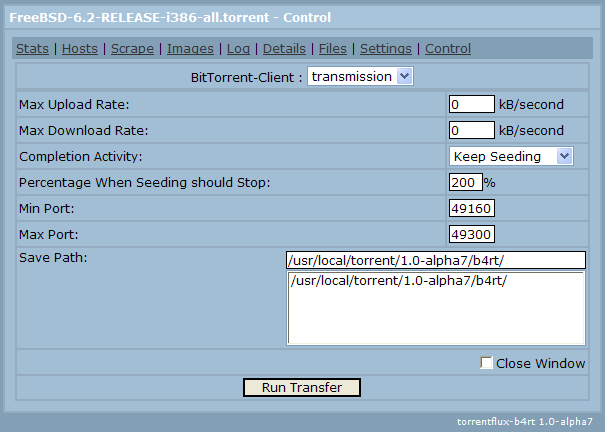 FreeBSD-6.2-RELEASE-i386-all.torrent - Control
Stats | Hosts | Scrape | Images | Log | Details | Files | Settings | Control
BitTorrent-Client : transmission
Max Upload Rate: 0 kB/second
Max Download Rate: 0 kB/second
Completion Activity: Keep Seeding
Percentage When Seeding should Stop: 200 %
Min Port: 49160
Max Port: 49300
Save Path: /usr/local/torrent/1.0-alpha7/b4rt/
/usr/local/torrent/1.0-alpha7/b4rt/
Close Window
Run Transfer
torrentflux-b4rt 1.0-alpha7